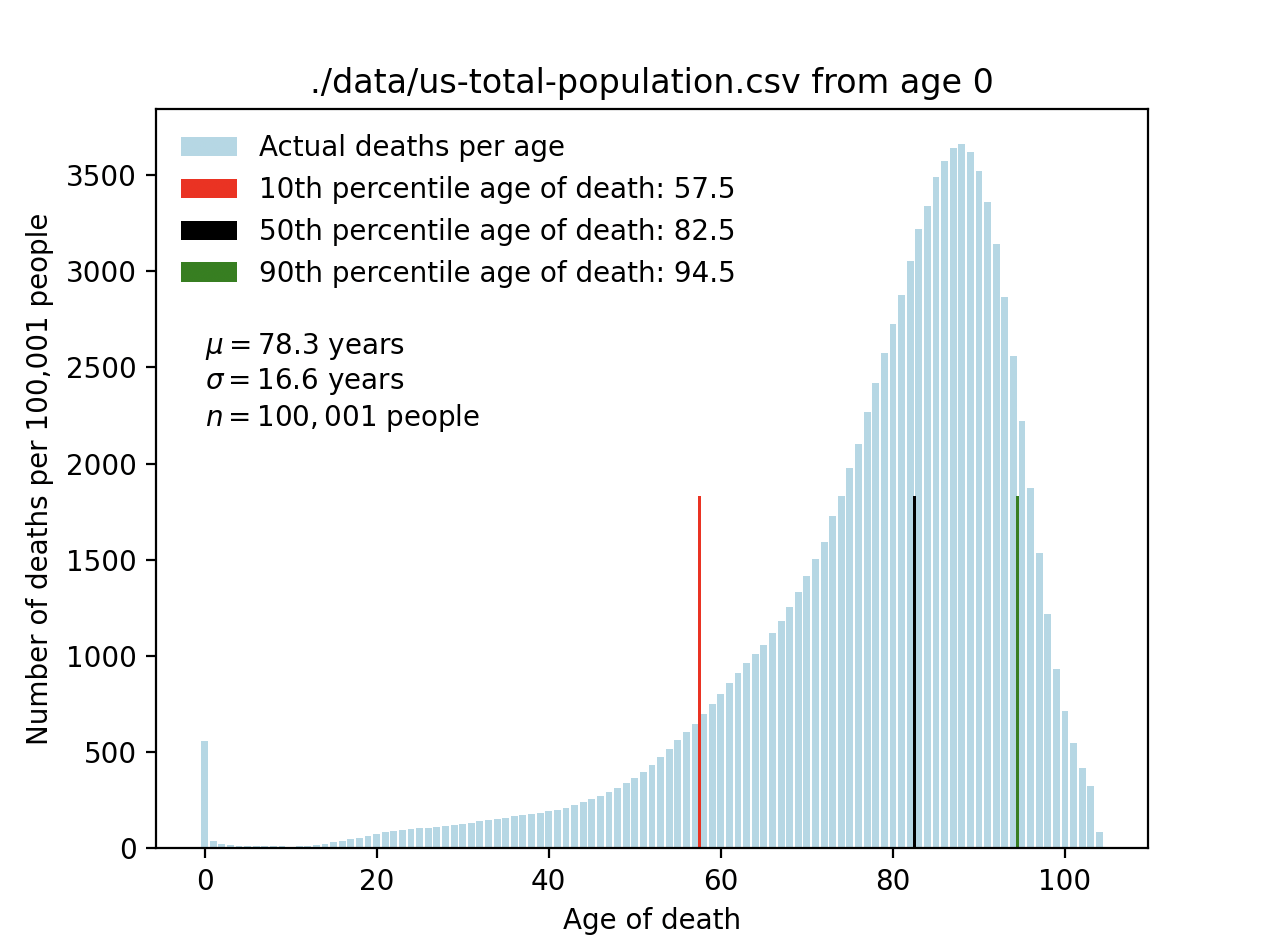 ./data/us-total-population.csv from age 0
Actual deaths per age
10th percentile age of death: 57.5
50th percentile age of death: 82.5
90th percentile age of death: 94.5
μ = 78.3 years
σ = 16.6 years
n = 100, 001 people
Number of deaths per 100,001 people
3500
3000
2500
2000
1500
1000
500
0
0 20 40 60 80 100
Age of death